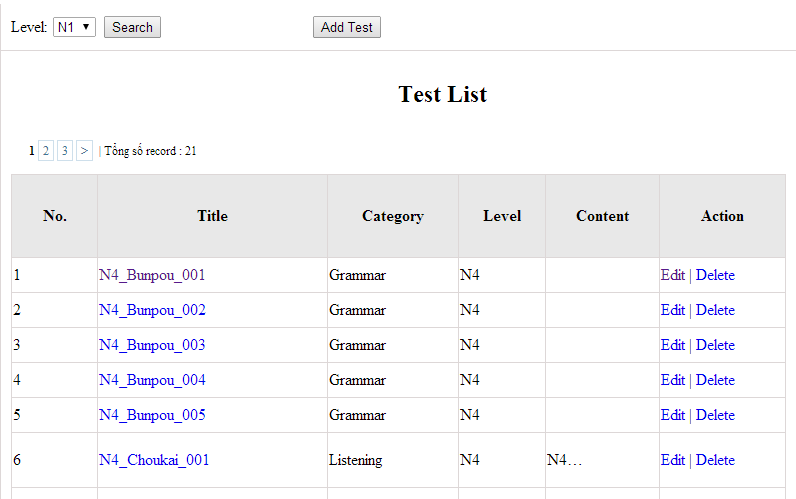 Level: N1 Search Add Test
Test List
1 2 3 > | Tổng số record : 21
No. Title Category Level Content Action
1 N4_Bunpou_001 Grammar N4 Edit | Delete
2 N4_Bunpou_002 Grammar N4 Edit | Delete
3 N4_Bunpou_003 Grammar N4 Edit | Delete
4 N4_Bunpou_004 Grammar N4 Edit | Delete
5 N4_Bunpou_005 Grammar N4 Edit | Delete
6 N4_Choukai_001 Listening N4 N4… Edit | Delete